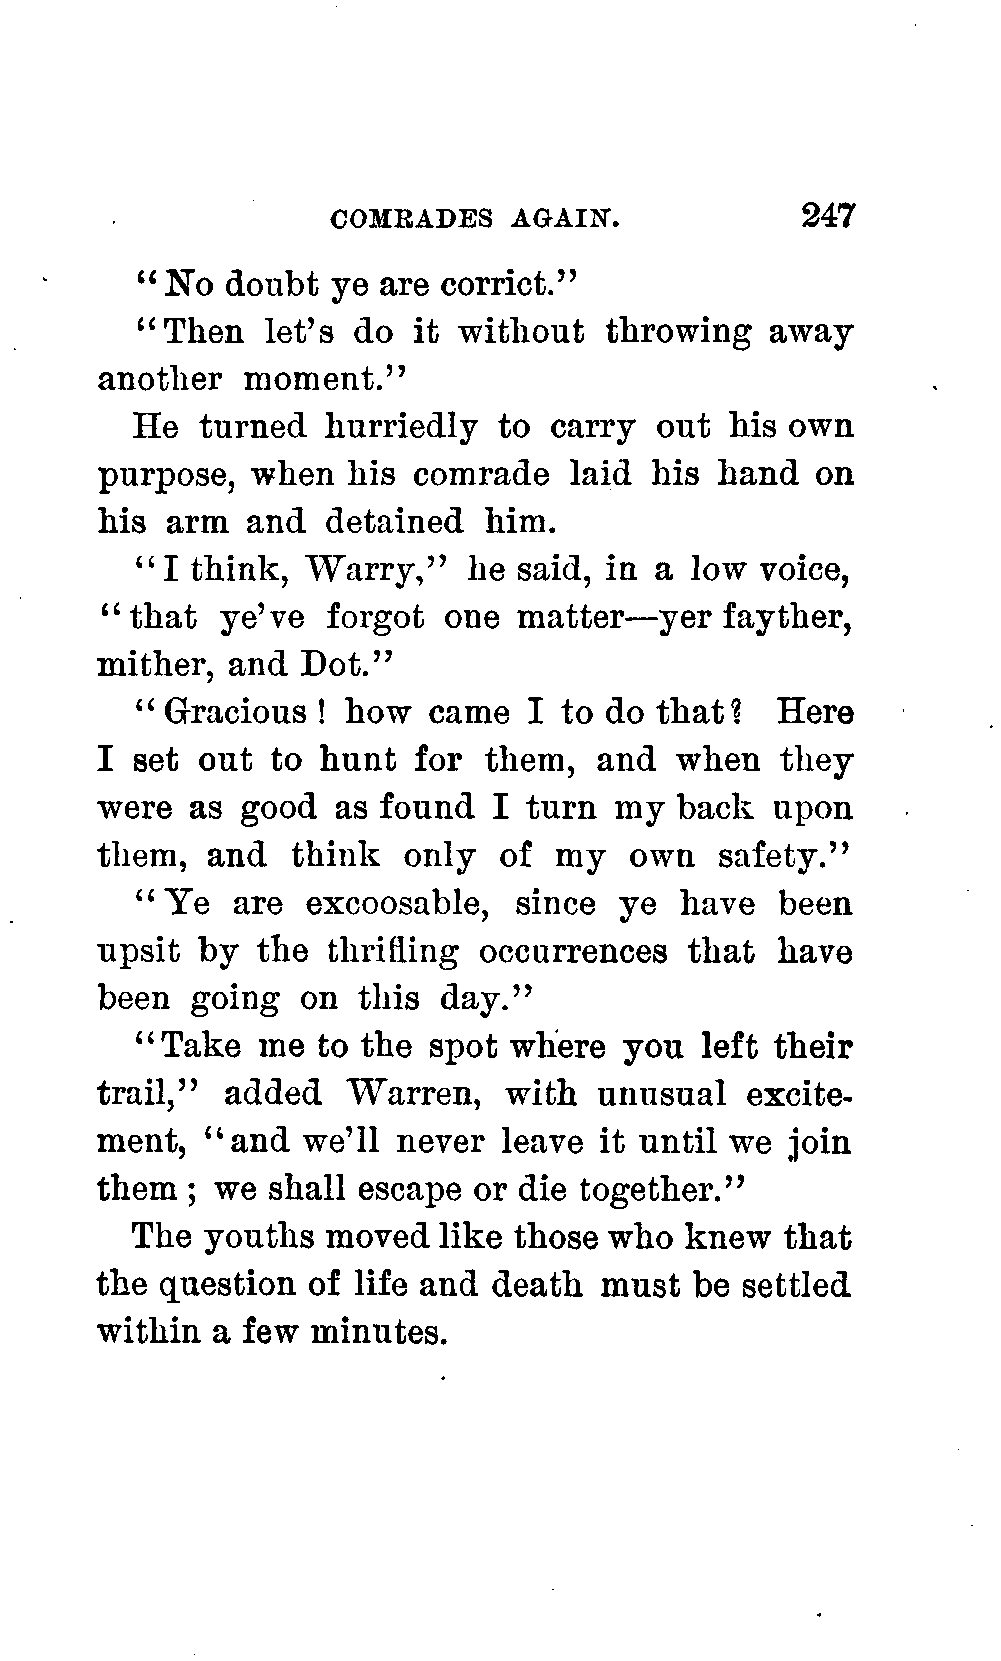 COMRADES AGAIN. 247
"No doubt ye are corrict."
"Then let's do it without throwing away
another moment."
He turned hurriedly to carry out his own
purpose, when his comrade laid his hand on
his arm and detained him.
"I think, Warry," he said, in a low voice,
"that ye've forgot one matter—yer fayther,
mither, and Dot."
"Gracious! how came I to do that? Here
I set out to hunt for them, and when they
were as good as found I turn my back upon
them, and think only of my own safety."
"Ye are excoosable, since ye have been
upsit by the thrilling occurrences that have
been going on this day."
"Take me to the spot where you left their
trail," added Warren, with unusual excite-
ment, "and we'll never leave it until we join
them; we shall escape or die together."
The youths moved like those who knew that
the question of life and death must be settled
within a few minutes.